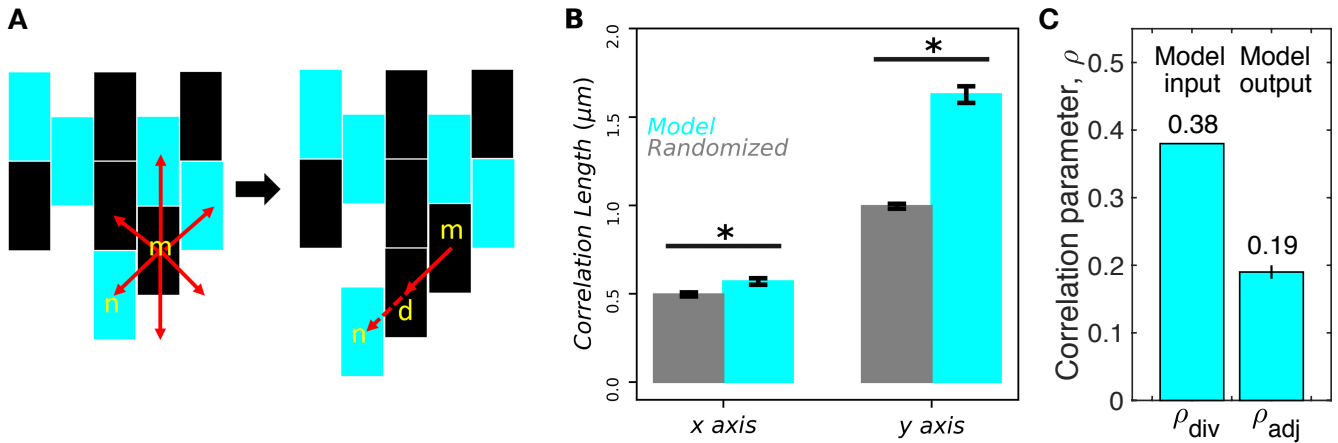 A
m
n
m
d
n
B
Correlation Length (μm)
2.0
1.5
1.0
0.5
0.0
Model
Randomized
*
*
x axis
y axis
C
Correlation parameter, ρ
0.5
0.4
0.3
0.2
0.1
0
Model Model
input output
0.38
0.19
ρdiv ρadj